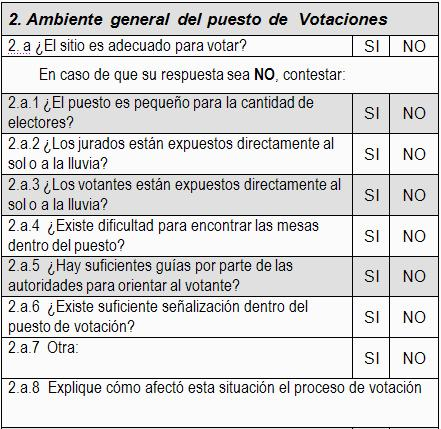 2. Ambiente general del puesto de Votaciones
2. a ¿El sitio es adecuado para votar? SI NO
En caso de que su respuesta sea NO, contestar:
2.a.1 ¿El puesto es pequeño para la cantidad de
electores? SI NO
2.a.2 ¿Los jurados están expuestos directamente al
sol o a la lluvia? SI NO
2.a.3 ¿Los votantes están expuestos directamente al
sol o a la lluvia? SI NO
2.a.4 ¿Existe dificultad para encontrar las mesas
dentro del puesto? SI NO
2.a.5 ¿Hay suficientes guías por parte de las
autoridades para orientar al votante? SI NO
2.a.6 ¿Existe suficiente señalización dentro del
puesto de votación? SI NO
2.a.7 Otra: SI NO
2.a.8 Explique cómo afectó esta situación el proceso de votación